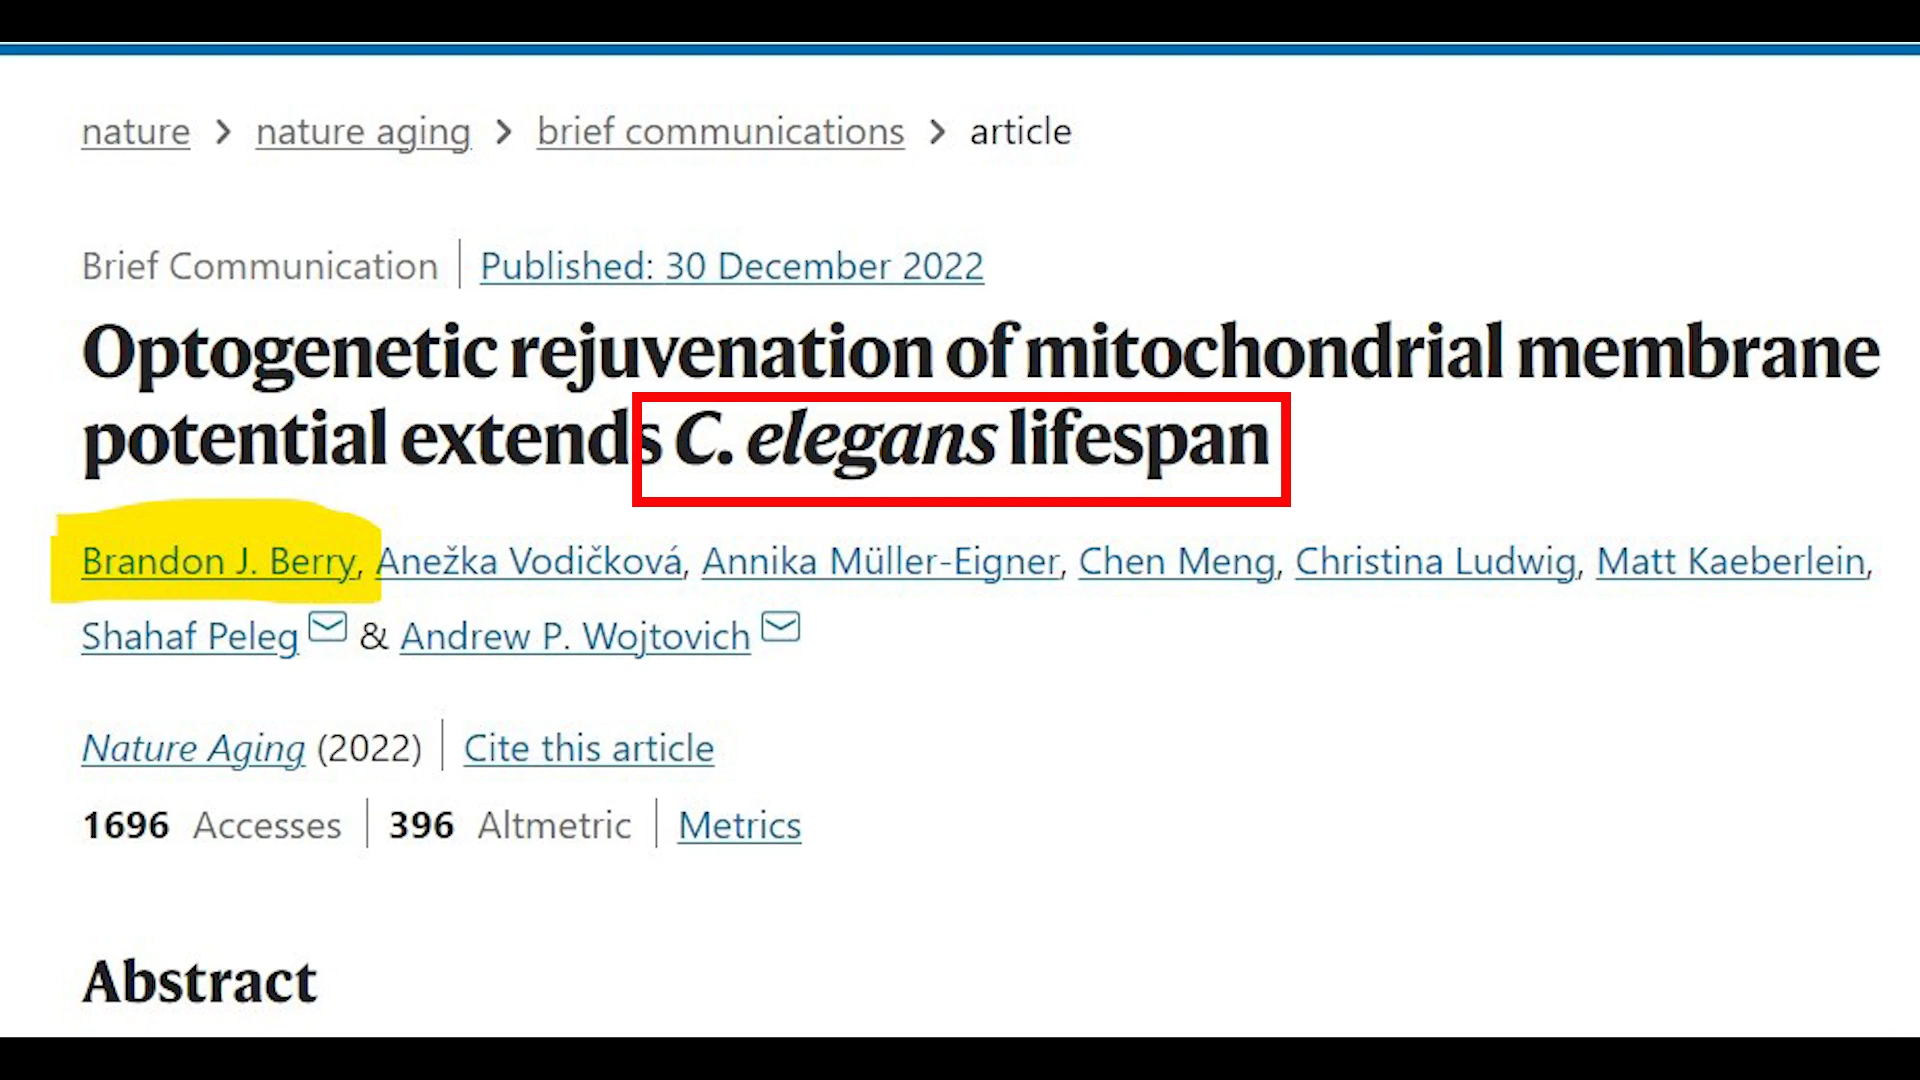 nature > nature aging > brief communications > article
Brief Communication | Published: 30 December 2022
Optogenetic rejuvenation of mitochondrial membrane
potential extends C. elegans lifespan
Brandon J. Berry, Anežka Vodičková, Annika Müller-Eigner, Chen Meng, Christina Ludwig, Matt Kaeberlein,
Shahaf Peleg & Andrew P. Wojtovich
Nature Aging (2022) | Cite this article
1696 Accesses | 396 Altmetric | Metrics
Abstract